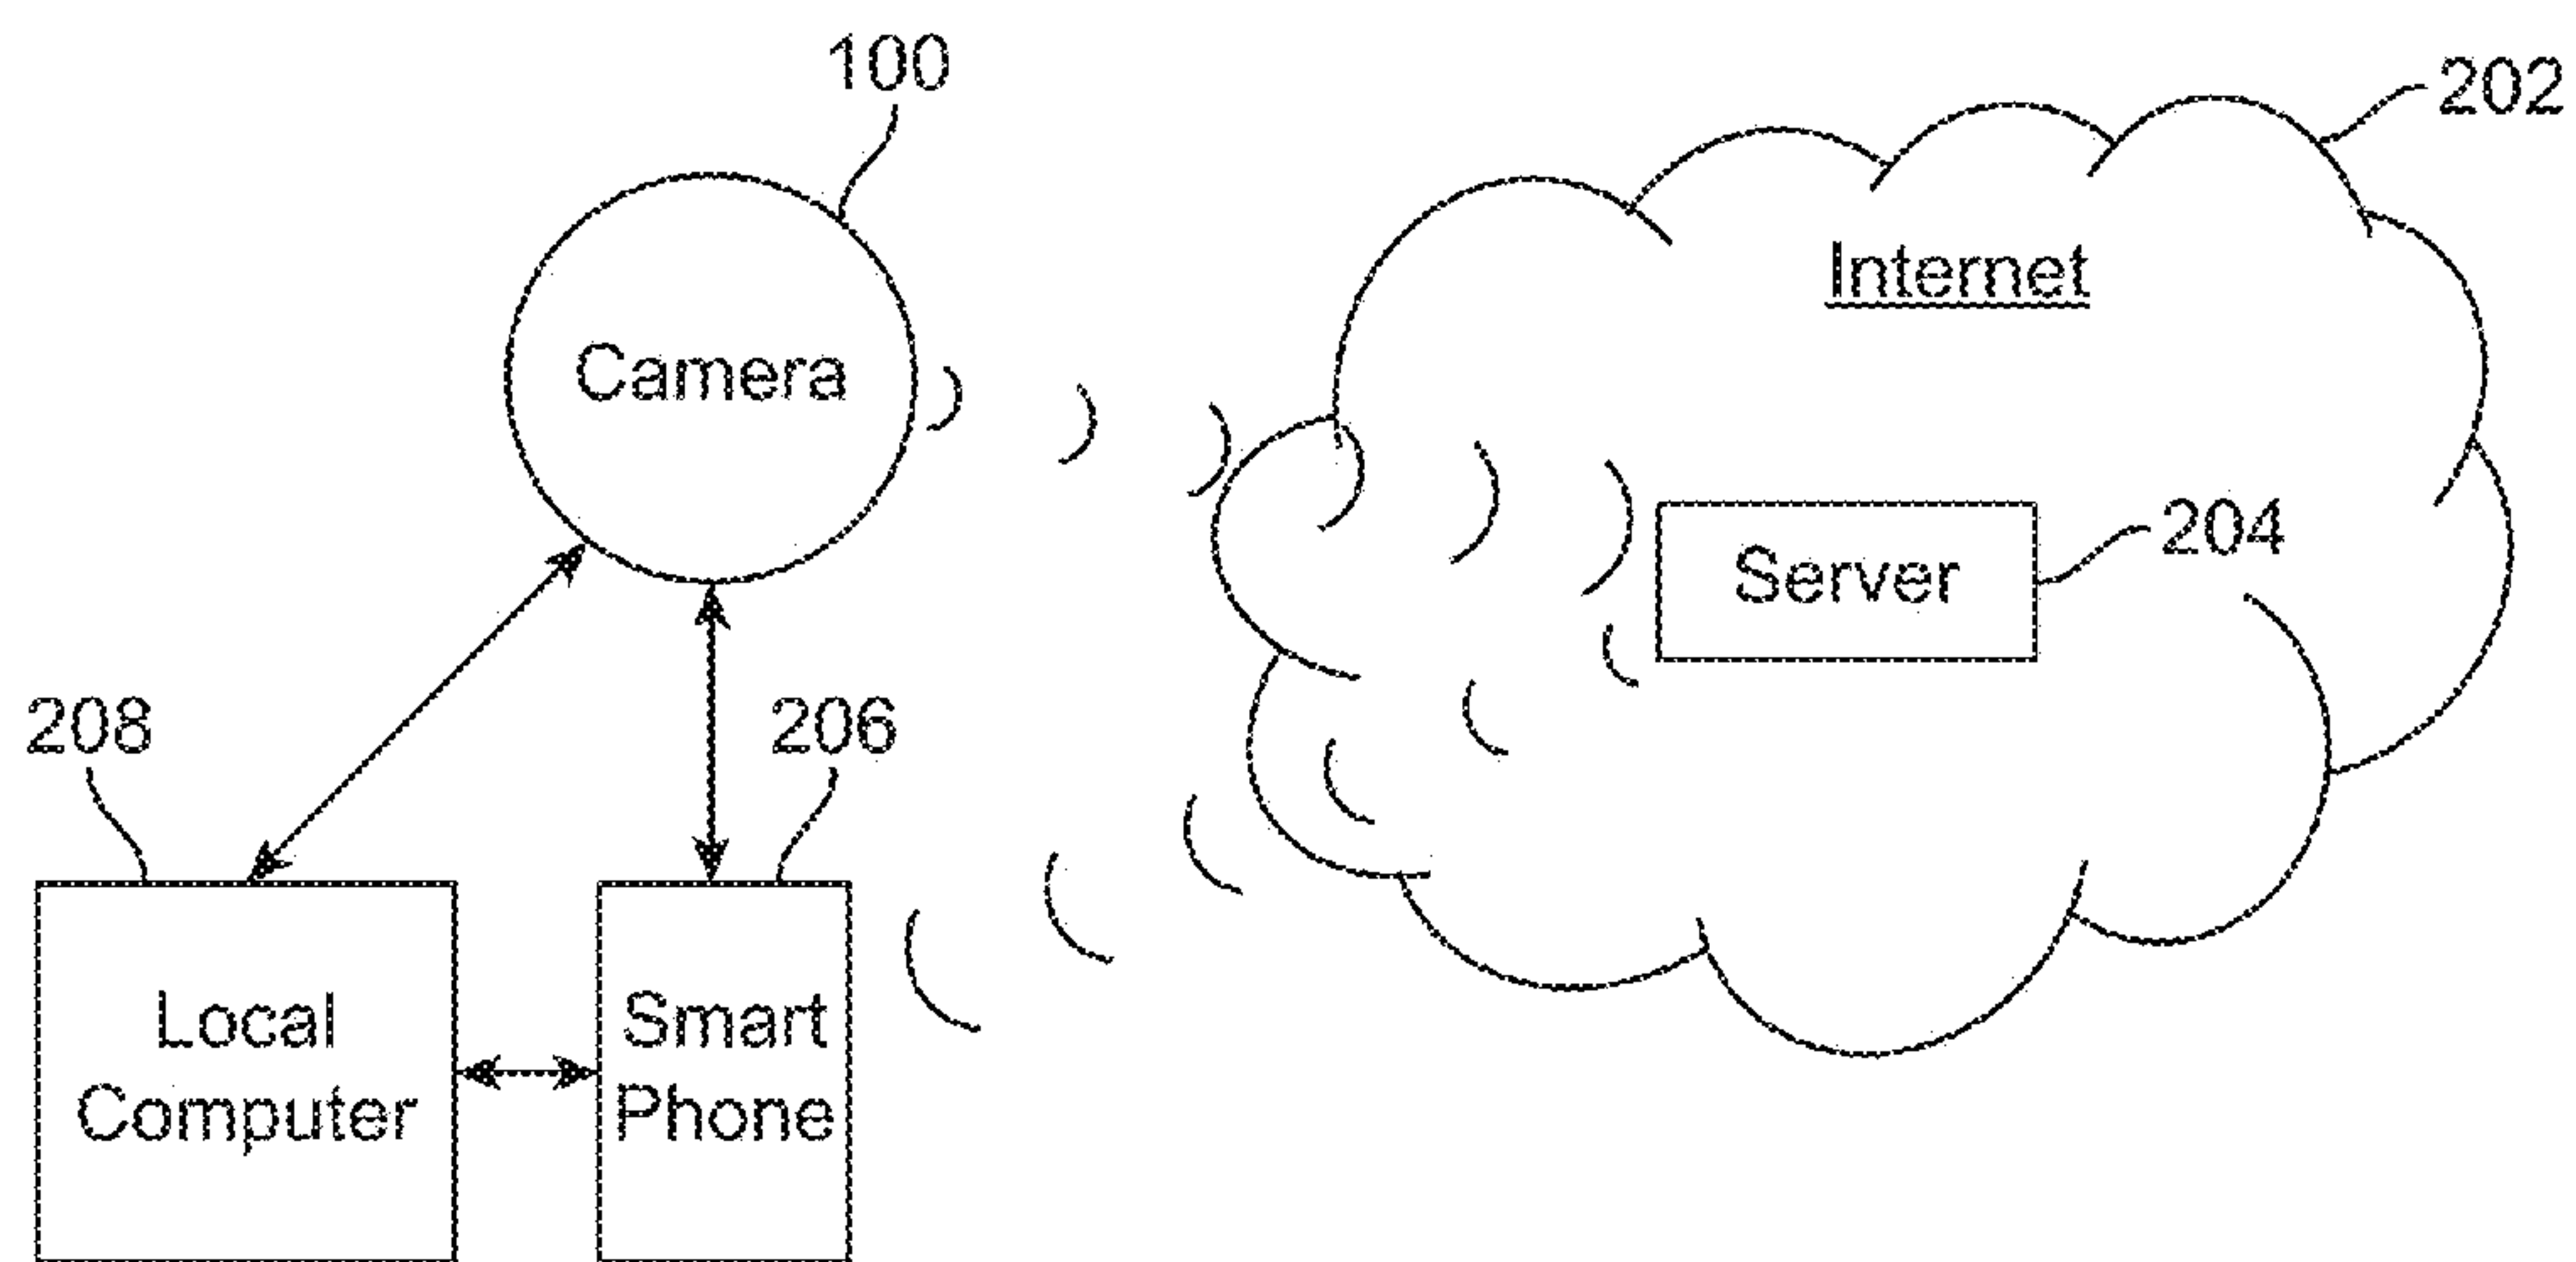 100
202
Internet
Camera
Server
204
208
206
Local
Computer
Smart
Phone